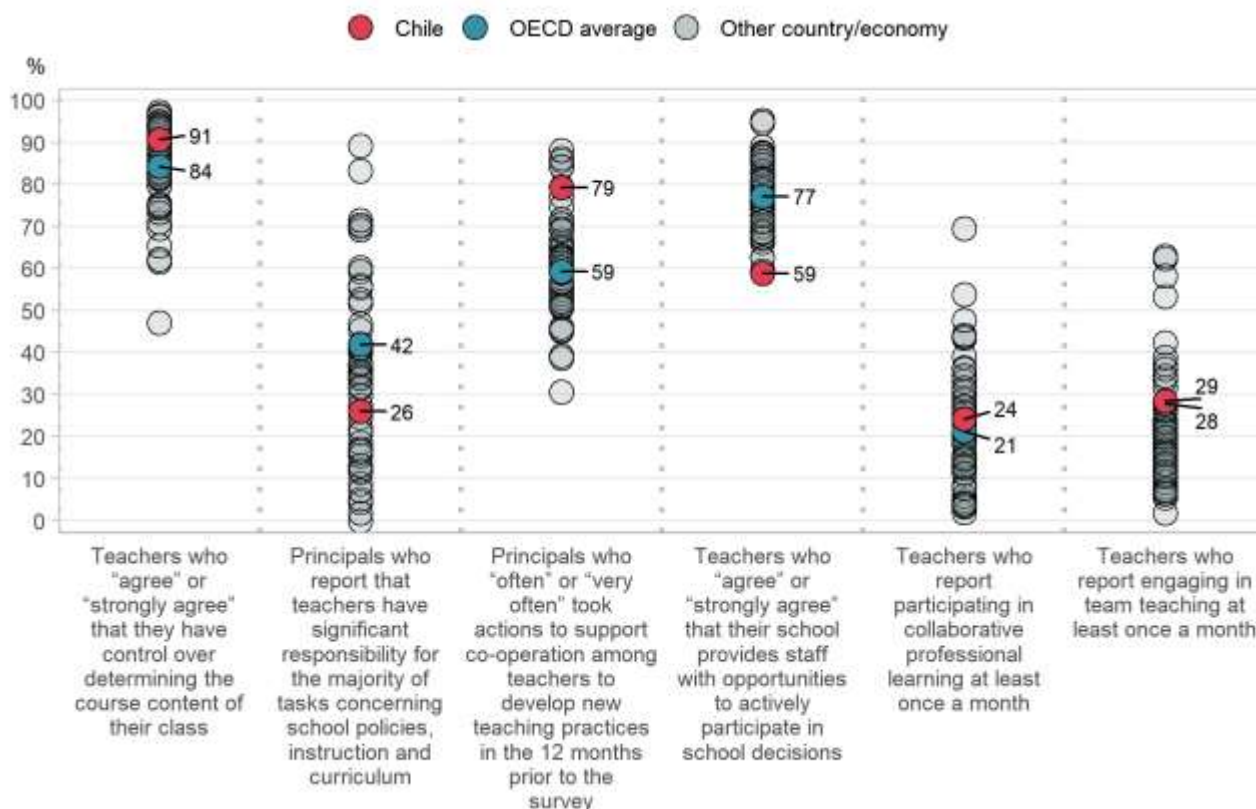 Chile OECD average Other country/economy
%
100
90
80
70
60
50
40
30
20
10
0
91
84
42
26
79
59
77
59
24
21
29
28
Teachers who
“agree” or
“strongly agree”
that they have
control over
determining the
course content of
their class
Principals who
report that
teachers have
significant
responsibility for
the majority of
tasks concerning
school policies,
instruction and
curriculum
Principals who
“often” or “very
often” took
actions to support
co-operation among
teachers to
develop new
teaching practices
in the 12 months
prior to the
survey
Teachers who
“agree” or
“strongly agree”
that their school
provides staff
with opportunities
to actively
participate in
school decisions
Teachers who
report
participating in
collaborative
professional
learning at least
once a month
Teachers who
report engaging in
team teaching at
least once a month